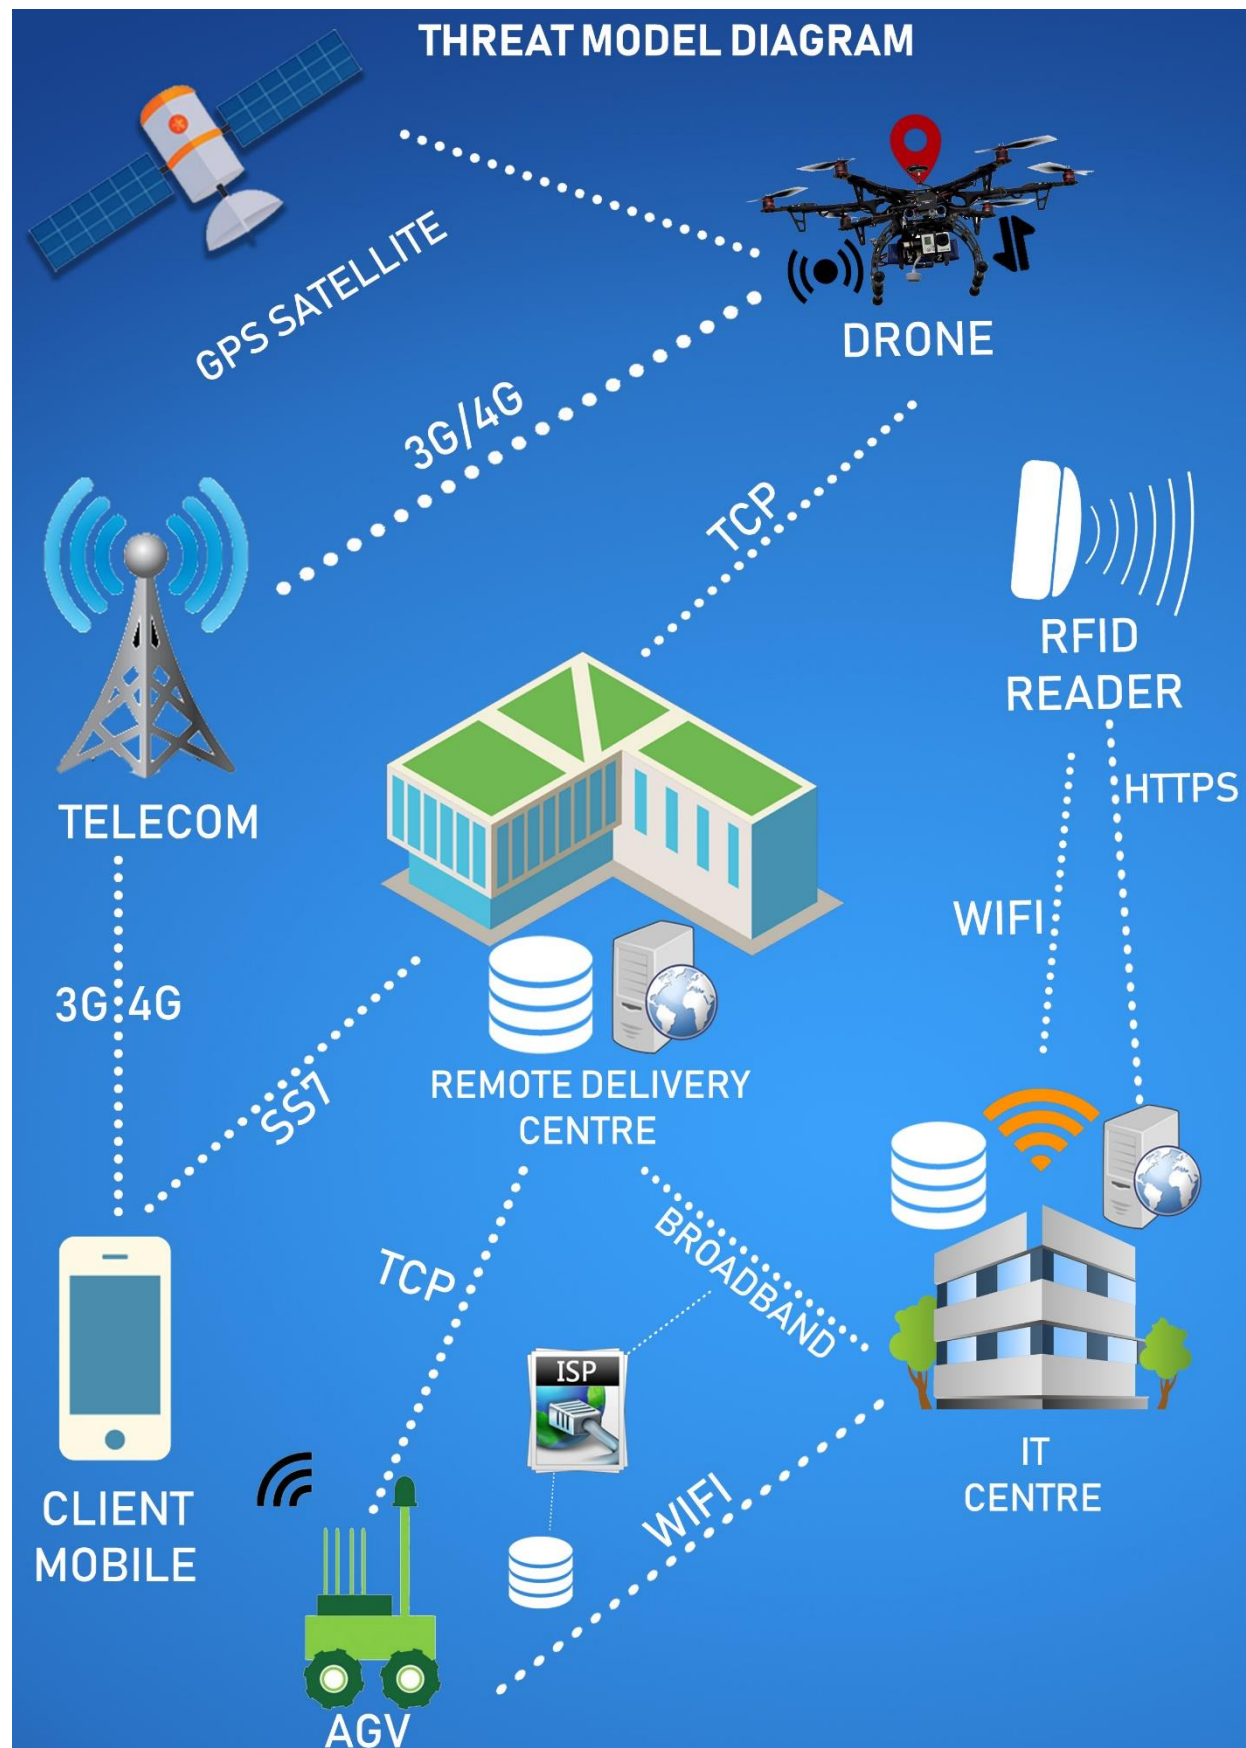 THREAT MODEL DIAGRAM
GPS SATELLITE
DRONE
3G/4G
TCP
RFID
READER
TELECOM
HTTPS
WIFI
3G 4G
SS7
REMOTE DELIVERY
CENTRE
TCP
BROADBAND
ISP
CLIENT
MOBILE
WIFI
IT
CENTRE
AGV